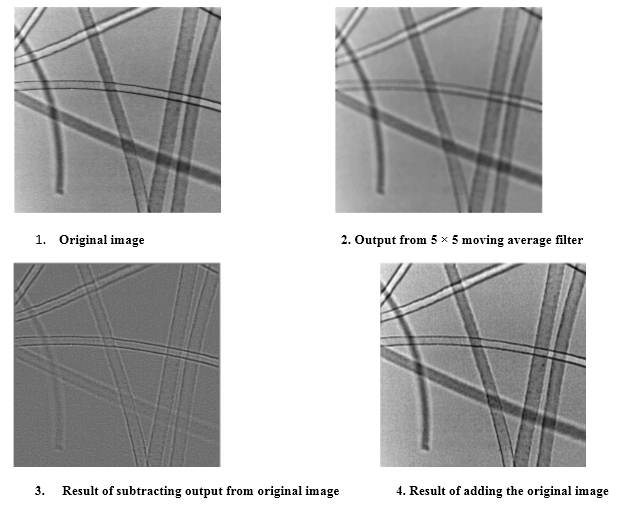 1. Original image
2. Output from 5 × 5 moving average filter
3. Result of subtracting output from original image
4. Result of adding the original image